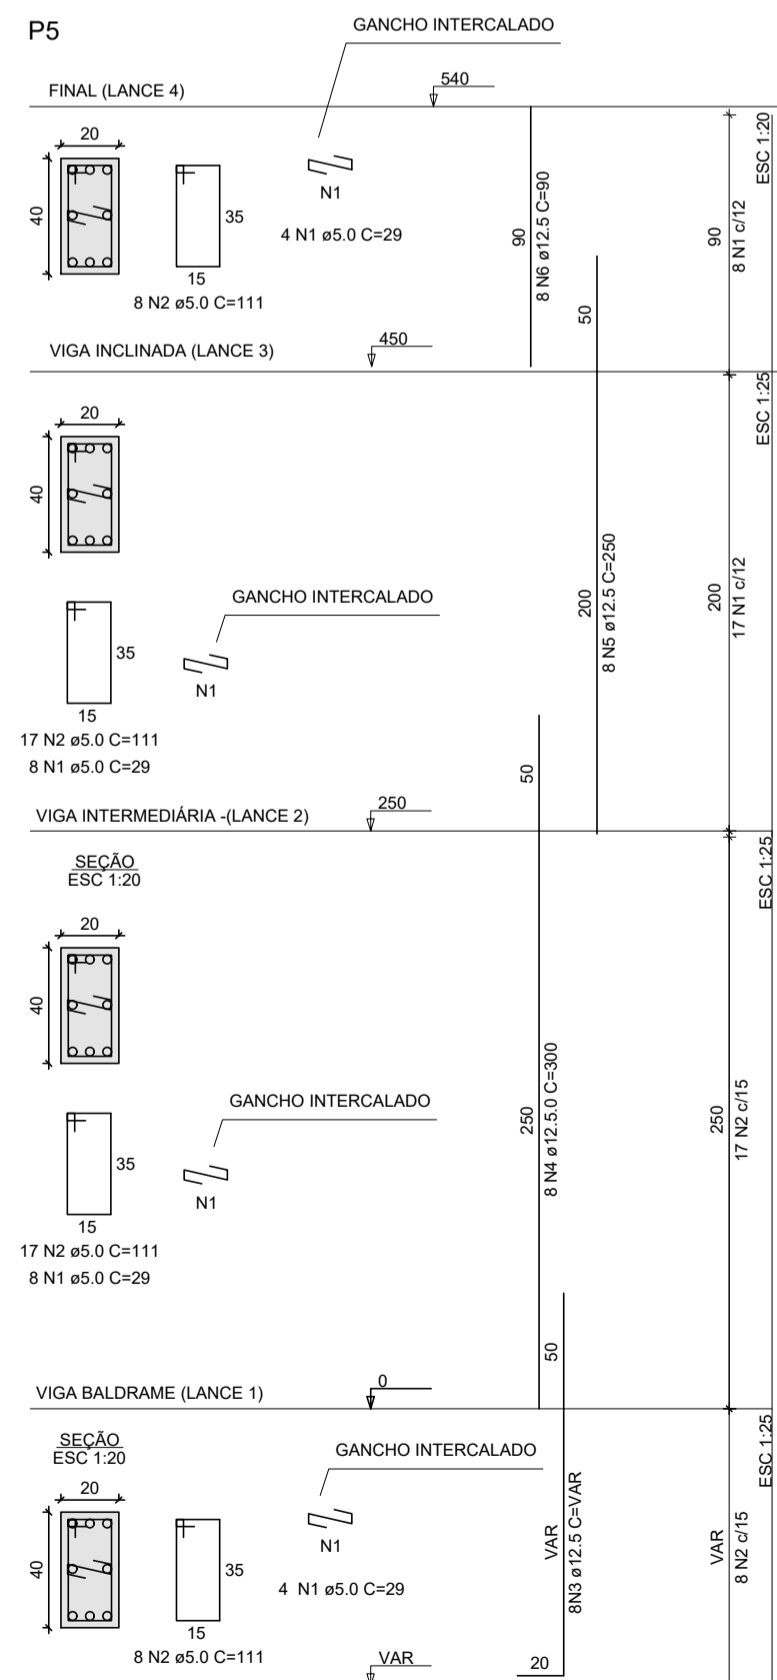 P5
GANCHO INTERCALADO
FINAL (LANCE 4)
540
ESC 1:20
20
40
35
15
8 N2 ø5.0 C=111
N1
4 N1 ø5.0 C=29
90
8 N6 ø12.5 C=90
90
8 N1 c/12
50
VIGA INCLINADA (LANCE 3)
450
ESC 1:25
20
40
GANCHO INTERCALADO
35
15
N1
17 N2 ø5.0 C=111
8 N1 ø5.0 C=29
200
8 N5 ø12.5 C=250
200
17 N1 c/12
50
VIGA INTERMEDIÁRIA -(LANCE 2)
250
ESC 1:25
SEÇÃO
ESC 1:20
20
40
GANCHO INTERCALADO
35
15
N1
17 N2 ø5.0 C=111
8 N1 ø5.0 C=29
250
8 N4 ø12.5.0 C=300
250
17 N2 c/15
50
VIGA BALDRAME (LANCE 1)
0
ESC 1:25
SEÇÃO
ESC 1:20
GANCHO INTERCALADO
20
40
35
15
8 N2 ø5.0 C=111
N1
4 N1 ø5.0 C=29
VAR
8N3 ø12.5 C=VAR
VAR
8 N2 c/15
VAR
20